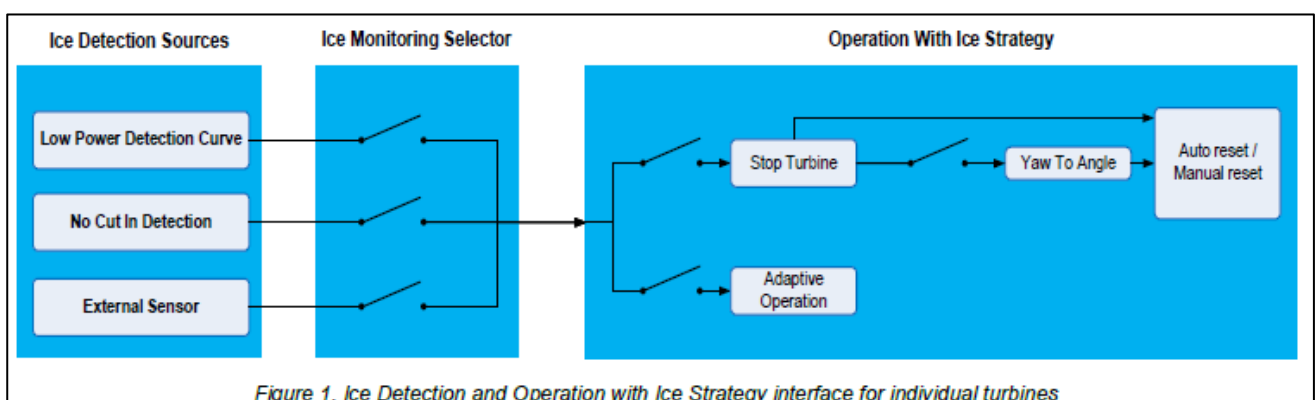 Ice Detection Sources
Ice Monitoring Selector
Operation With Ice Strategy
Low Power Detection Curve
No Cut In Detection
External Sensor
Stop Turbine
Yaw To Angle
Auto reset /
Manual reset
Adaptive
Operation
Figure 1. Ice Detection and Operation with Ice Strategy interface for individual turbines